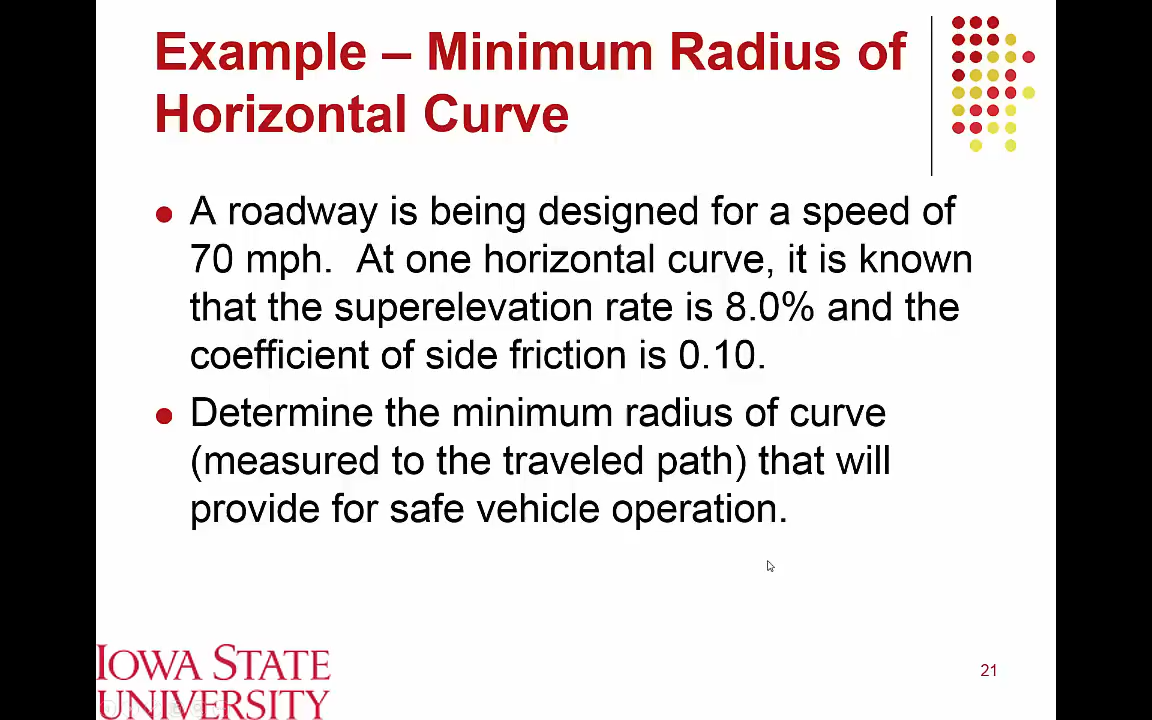 Example – Minimum Radius of
Horizontal Curve
A roadway is being designed for a speed of
70 mph. At one horizontal curve, it is known
that the superelevation rate is 8.0% and the
coefficient of side friction is 0.10.
Determine the minimum radius of curve
(measured to the traveled path) that will
provide for safe vehicle operation.
IOWA STATE
UNIVERSITY
21